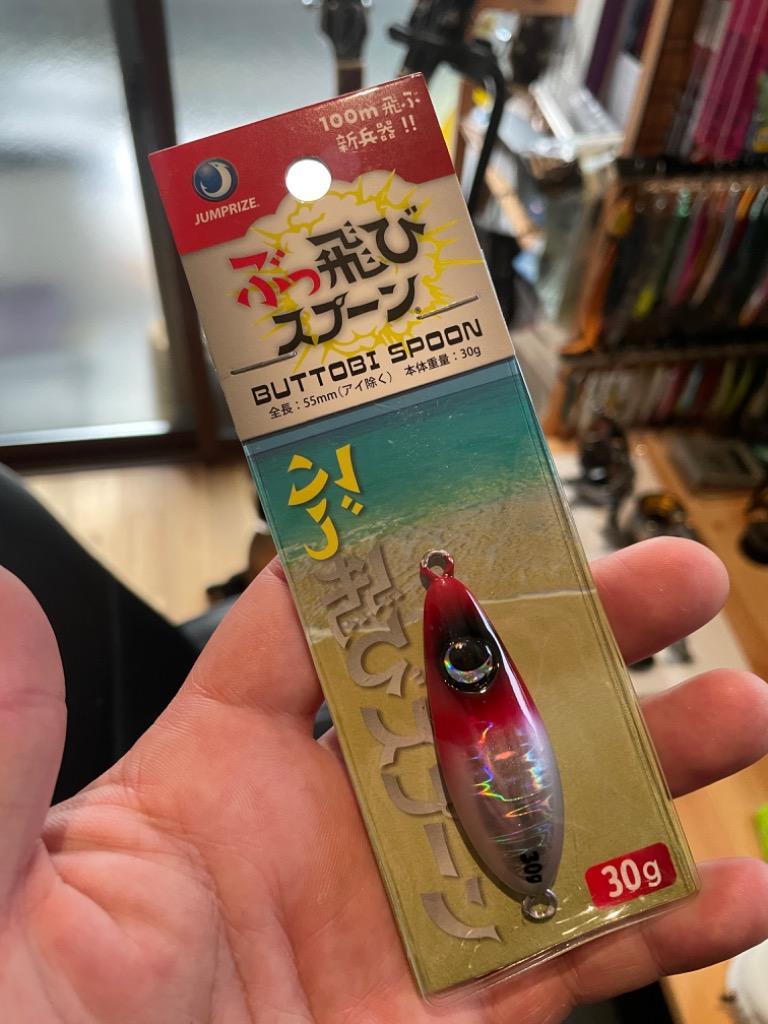 100m飛ぶ
新兵器!!
JUMPRIZE
ぶっ飛び
スプーン
BUTTOBI SPOON
全長：55mm(アイ除く) 本体重量：30g
ぶっ飛びスプーン
30g
30g